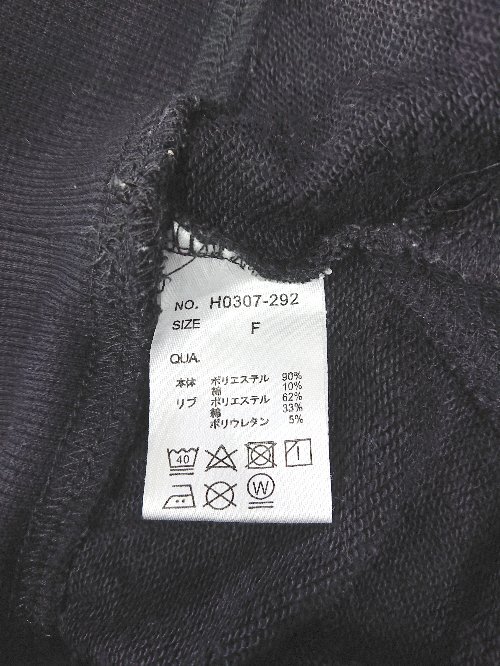 NO. H0307-292
SIZE F
QUA.
本体 ポリエステル 90%
綿 10%
リブ ポリエステル 62%
綿 33%
ポリウレタン 5%
40
W